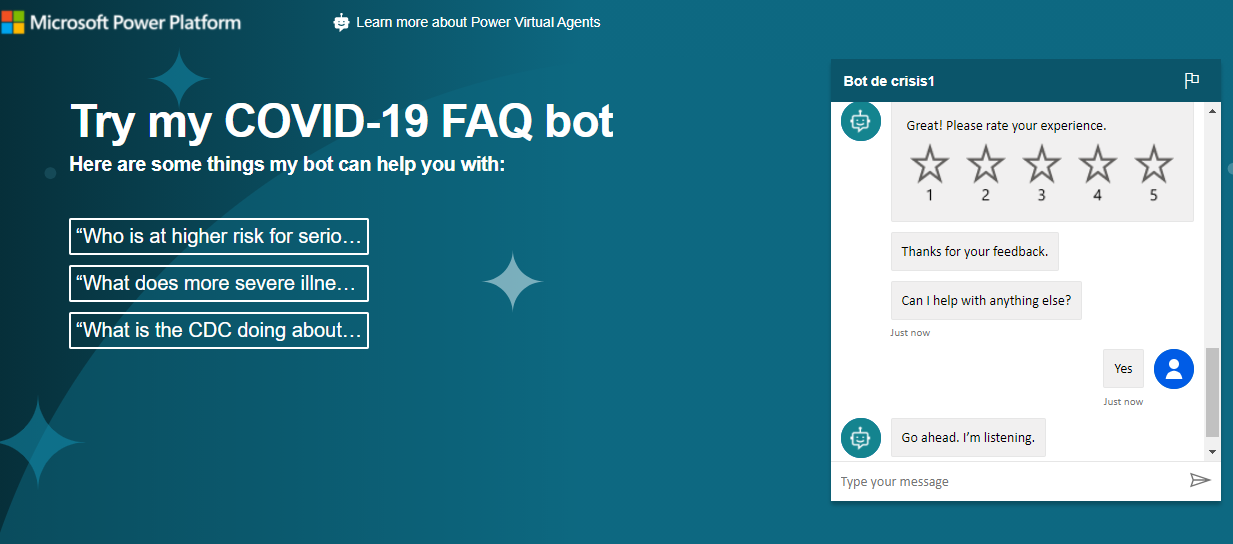 Microsoft Power Platform
Learn more about Power Virtual Agents
Try my COVID-19 FAQ bot
Here are some things my bot can help you with:
“Who is at higher risk for serio…
“What does more severe illne…
“What is the CDC doing about…
Bot de crisis1
Great! Please rate your experience.
1 2 3 4 5
Thanks for your feedback.
Can I help with anything else?
Just now
Yes
Just now
Go ahead. I’m listening.
Type your message